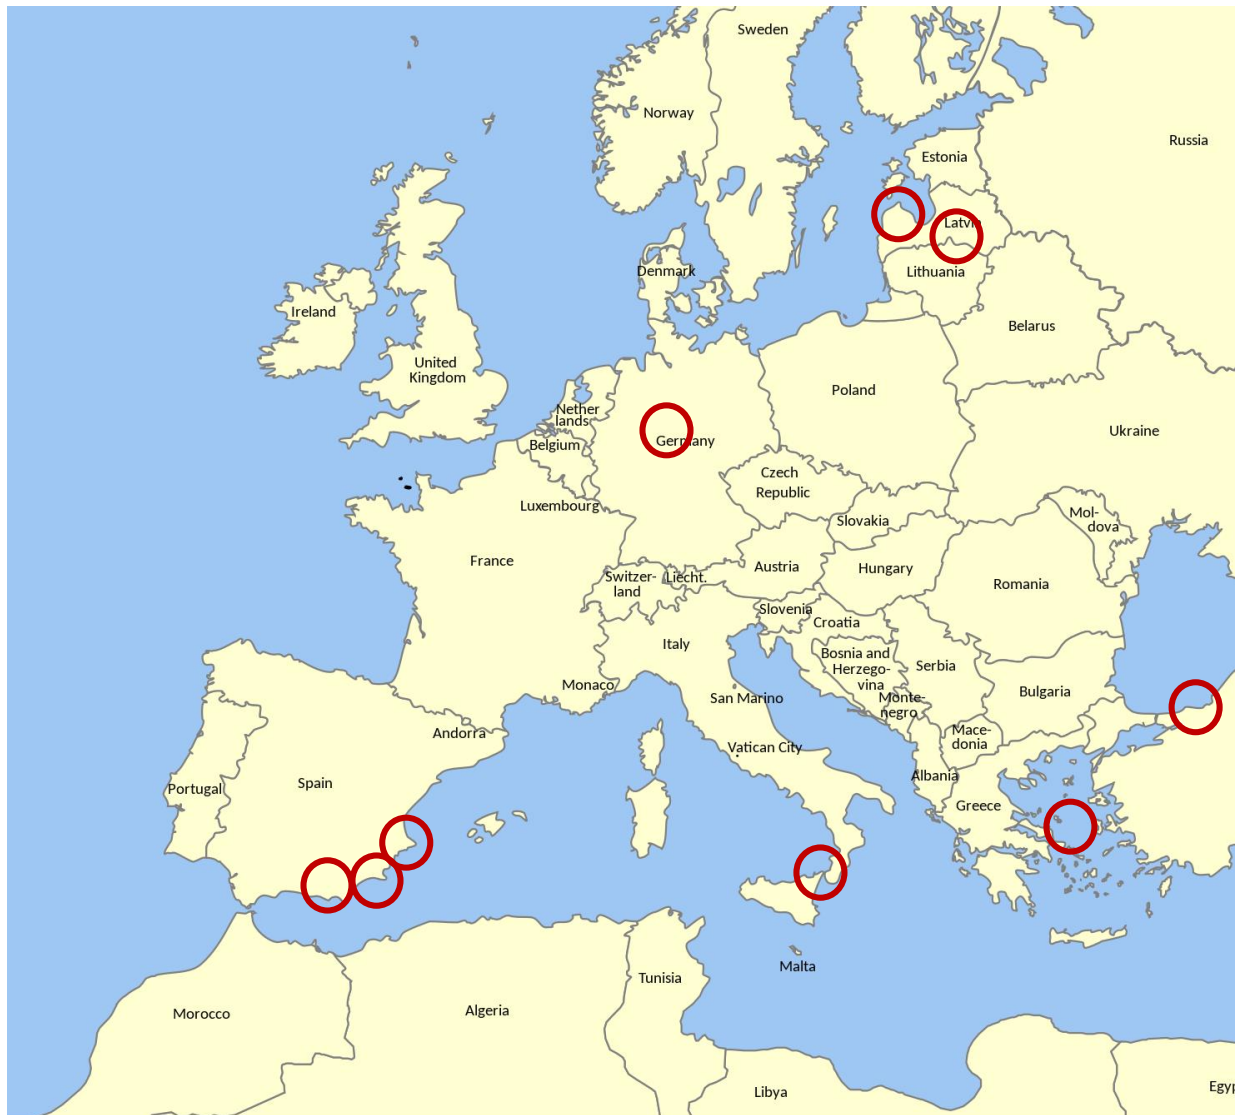 Sweden
Norway
Russia
Estonia
Latvia
Denmark
Lithuania
Ireland
Belarus
United
Kingdom
Poland
Nether
lands
Ukraine
Germany
Belgium
Czech
Republic
Luxembourg
Slovakia
Mol-
dova
France
Austria
Hungary
Switzer-
land
Liecht.
Romania
Slovenia
Croatia
Italy
Bosnia and
Herzego-
vina
Serbia
Monaco
San Marino
Monte-
negro
Bulgaria
Andorra
Vatican City
Mace-
donia
Albania
Portugal
Spain
Greece
Malta
Tunisia
Morocco
Algeria
Libya
Egyp